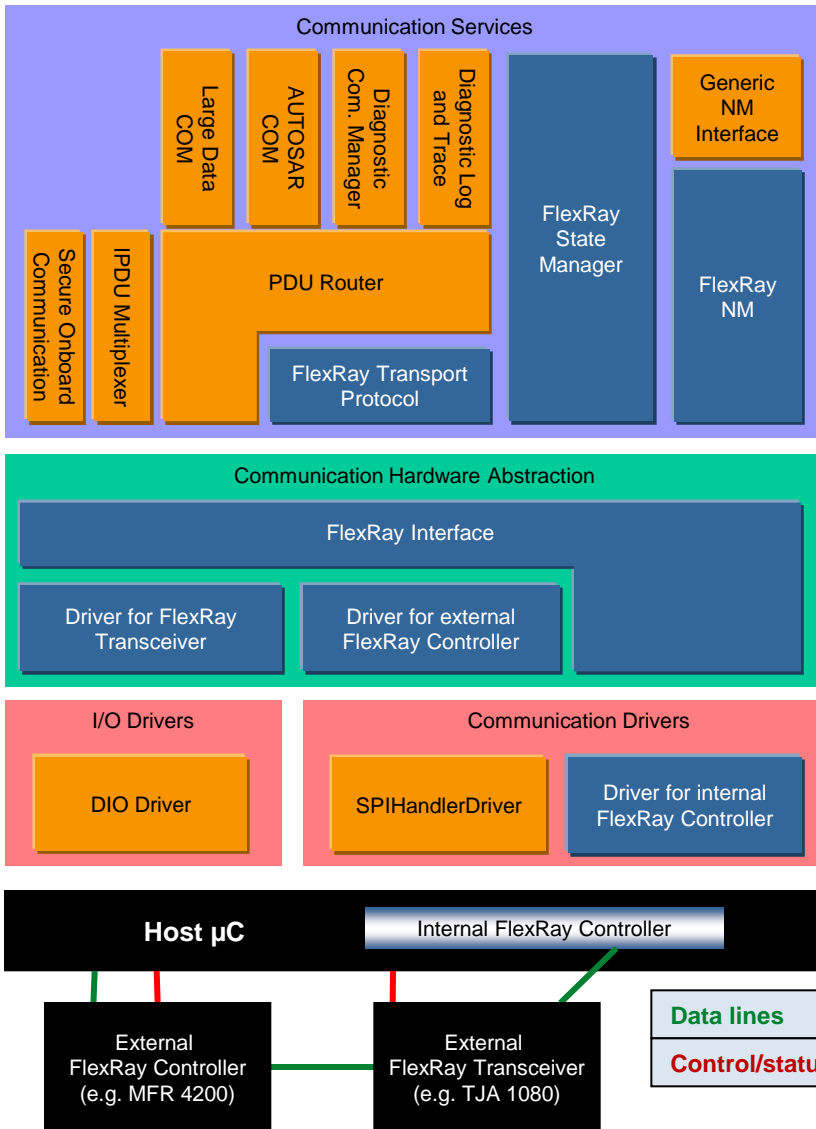 Communication Services
Large Data
COM
AUTOSAR
COM
Diagnostic
Com. Manager
Diagnostic Log
and Trace
FlexRay
State
Manager
Generic
NM
Interface
Secure Onboard
Communication
IPDU Multiplexer
PDU Router
FlexRay
NM
FlexRay Transport
Protocol
Communication Hardware Abstraction
FlexRay Interface
Driver for FlexRay
Transceiver
Driver for external
FlexRay Controller
I/O Drivers
Communication Drivers
DIO Driver
SPIHandlerDriver
Driver for internal
FlexRay Controller
Host µC
Internal FlexRay Controller
External
FlexRay Controller
(e.g. MFR 4200)
External
FlexRay Transceiver
(e.g. TJA 1080)
Data lines
Control/statu